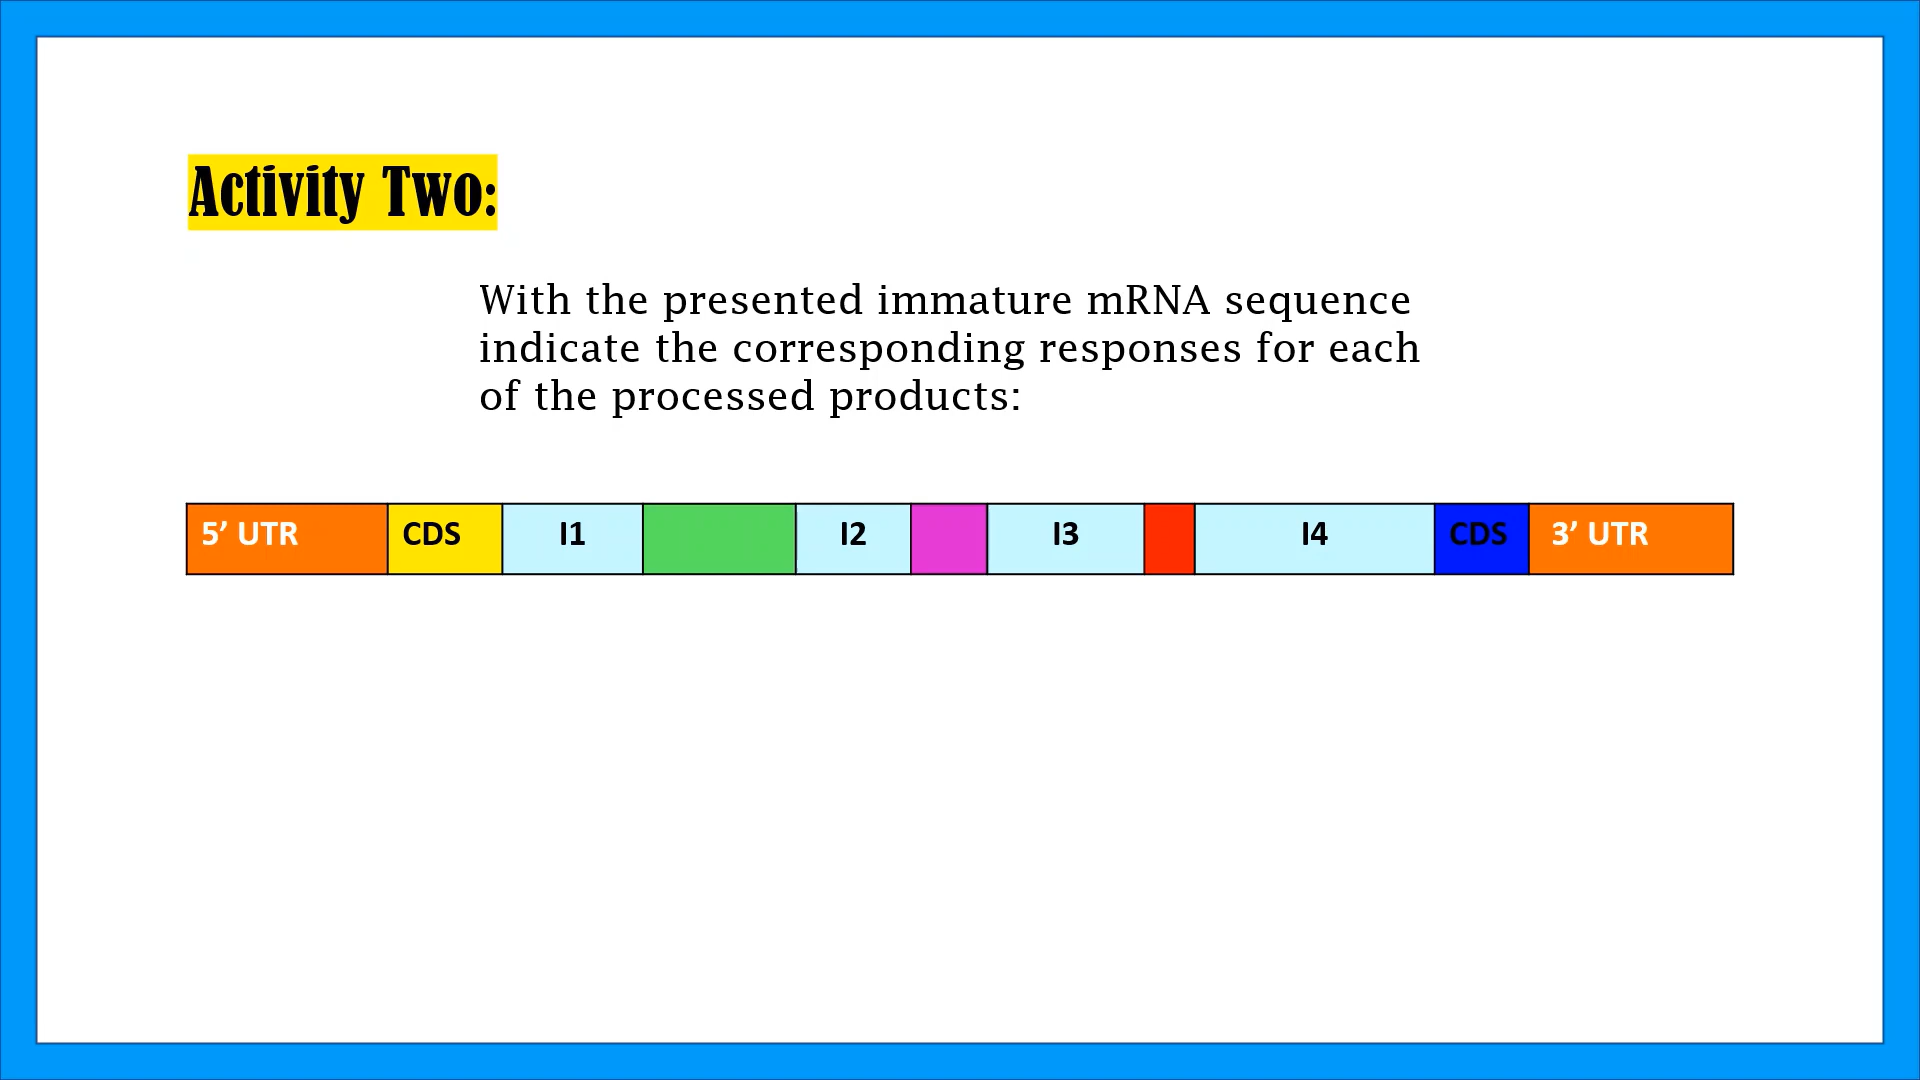 Activity Two:
With the presented immature mRNA sequence
indicate the corresponding responses for each
of the processed products:
5’ UTR CDS I1 I2 I3 I4 CDS 3’ UTR